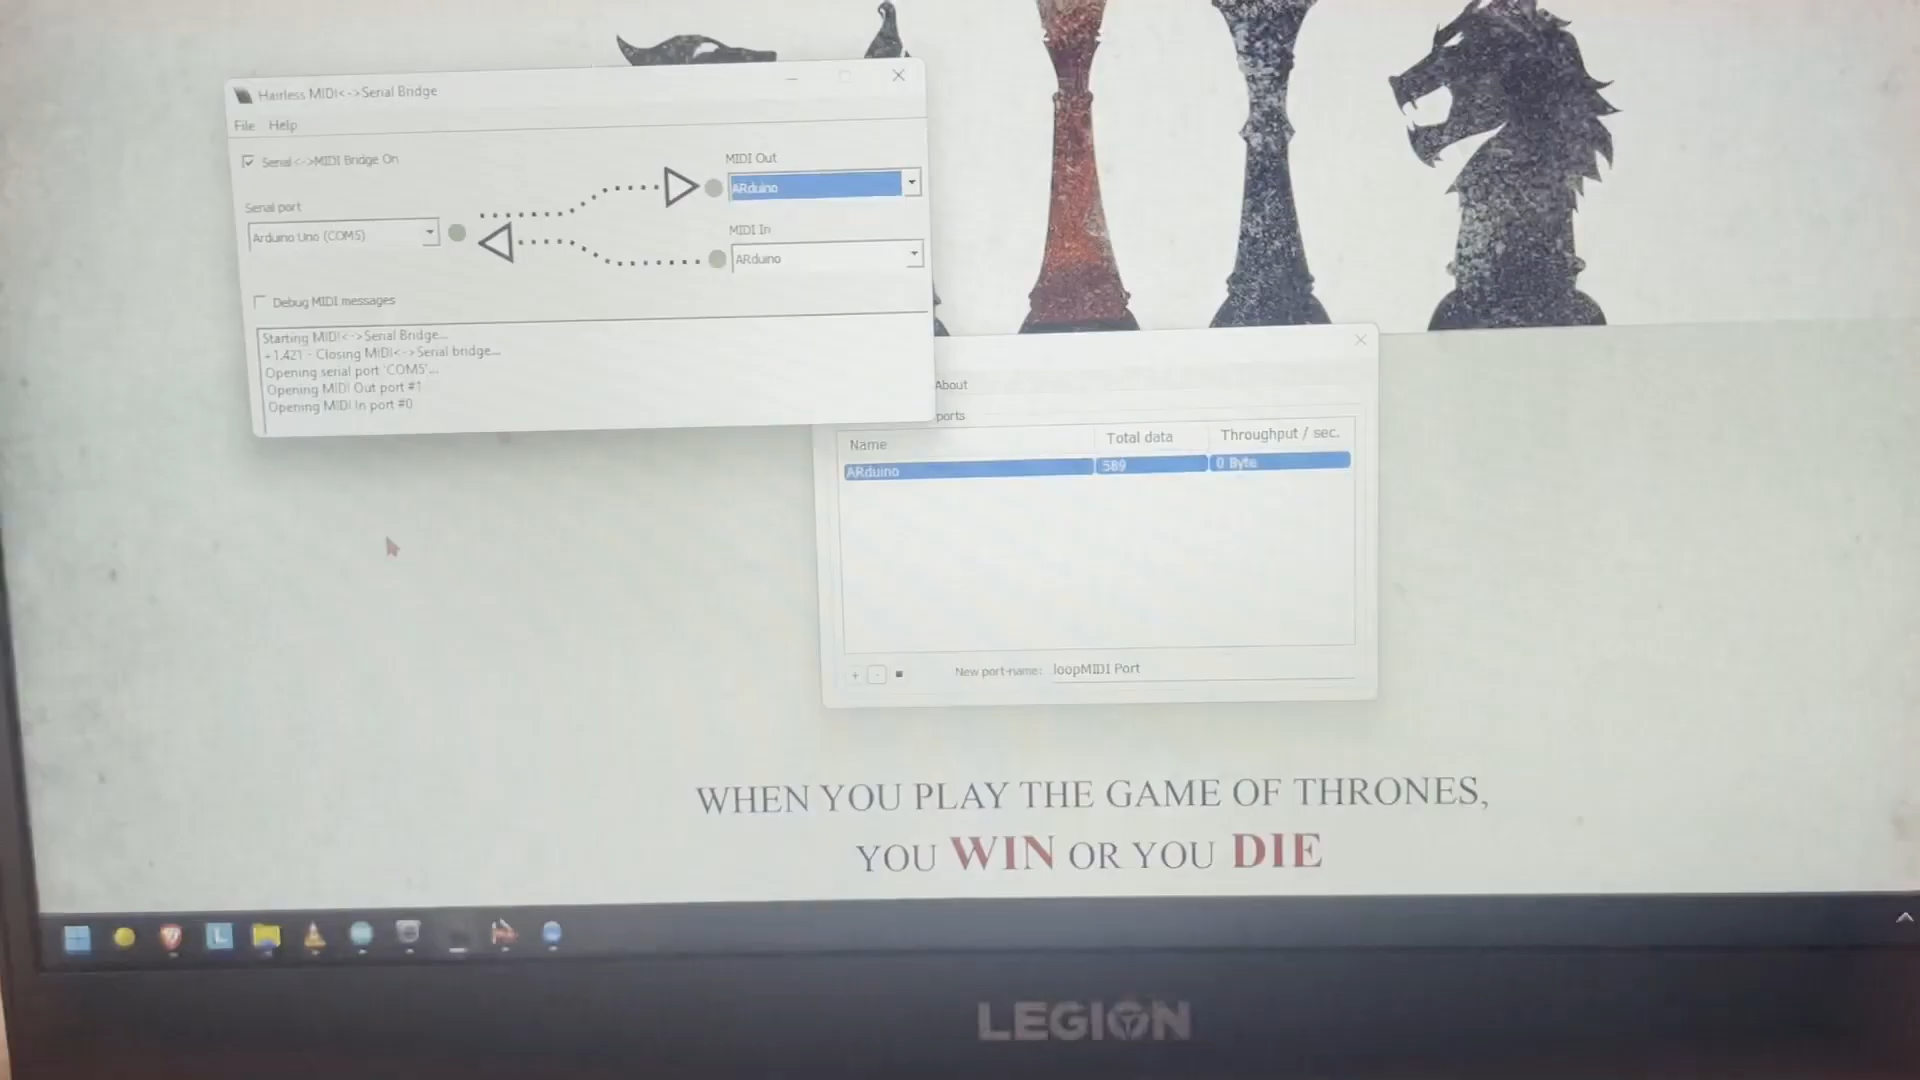 Hairless MIDI<->Serial Bridge
File Help
Serial<->MIDI Bridge On
MIDI Out
ARduino
Serial port
Arduino Uno (COM5)
MIDI In
ARduino
Debug MIDI messages
Starting MIDI<->Serial Bridge...
+1.421 - Closing MIDI<->Serial bridge...
Opening serial port 'COM5'...
Opening MIDI Out port #1
Opening MIDI In port #0
About
ports
Name Total data Throughput / sec.
ARduino 589 0 Byte
+ - New port-name: loopMIDI Port
WHEN YOU PLAY THE GAME OF THRONES,
YOU WIN OR YOU DIE
L
LEGION